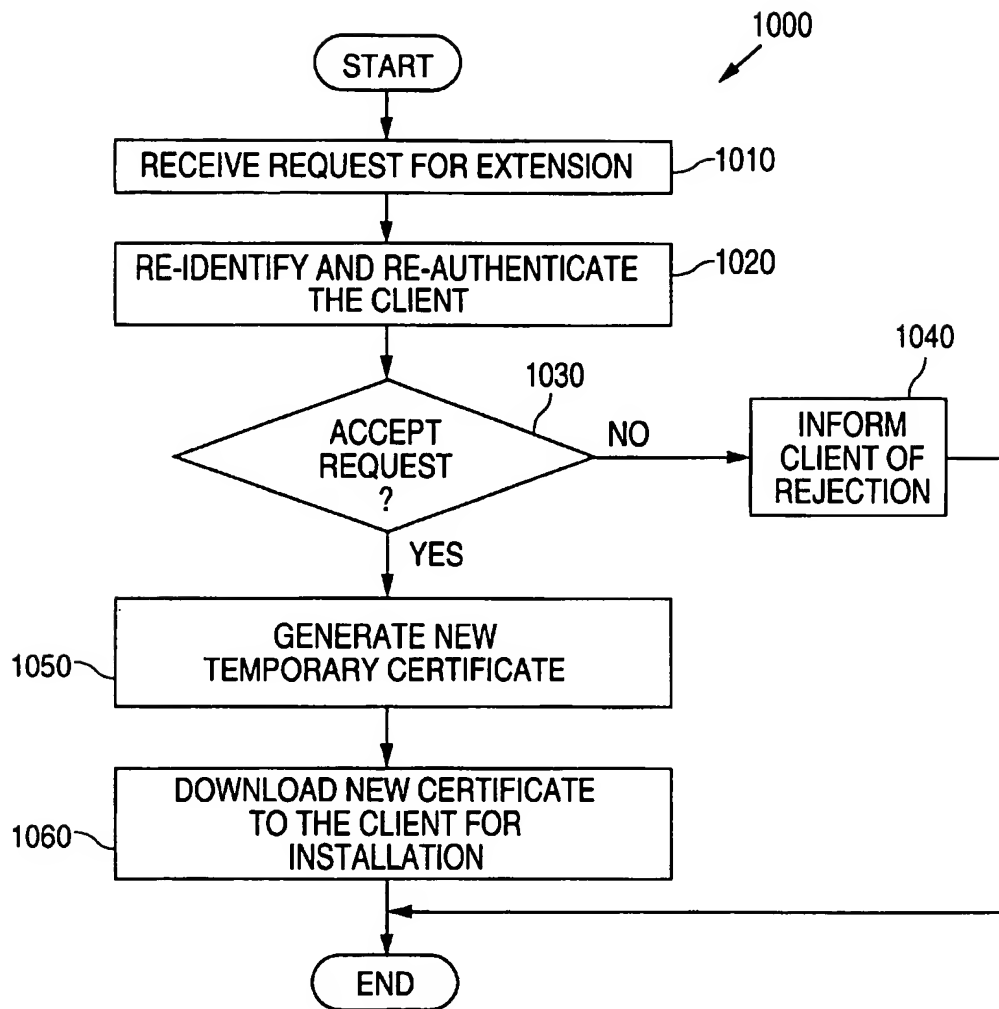 1000
START
RECEIVE REQUEST FOR EXTENSION
1010
RE-IDENTIFY AND RE-AUTHENTICATE
THE CLIENT
1020
1030
ACCEPT
REQUEST
?
NO
1040
INFORM
CLIENT OF
REJECTION
YES
GENERATE NEW
TEMPORARY CERTIFICATE
1050
DOWNLOAD NEW CERTIFICATE
TO THE CLIENT FOR
INSTALLATION
1060
END